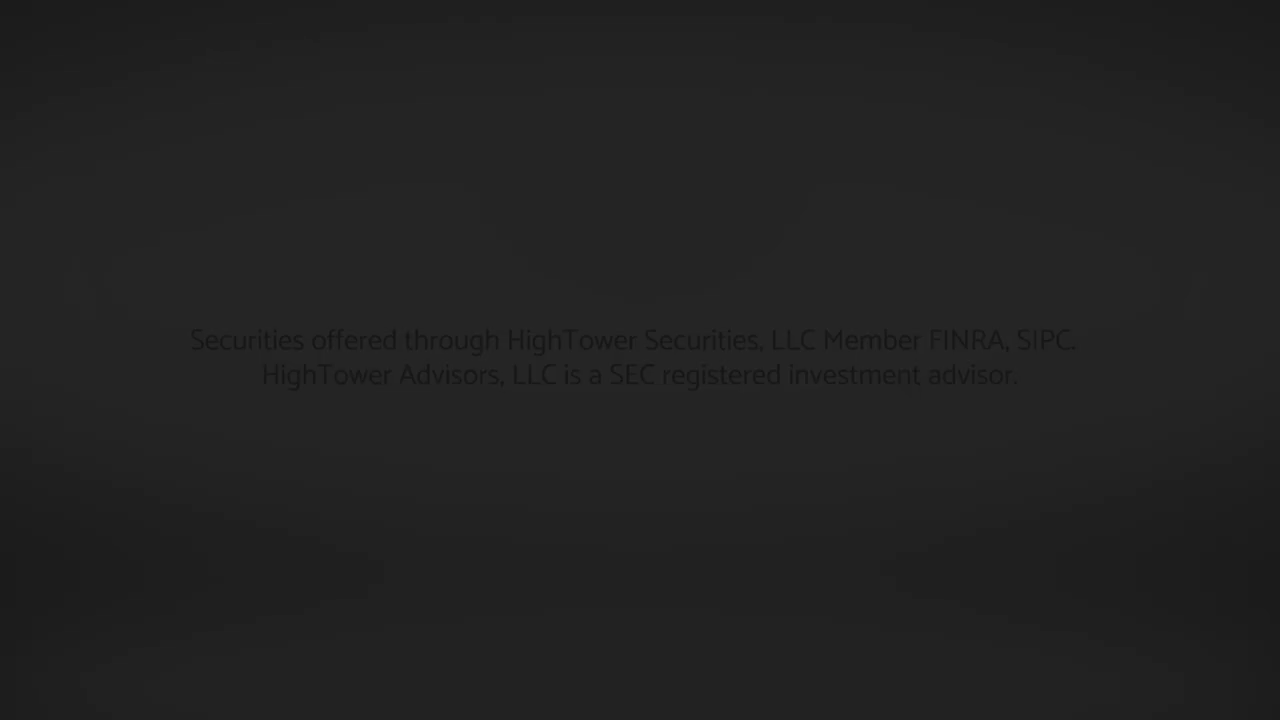 Securities offered through HighTower Securities, LLC Member FINRA, SIPC.
HighTower Advisors, LLC is a SEC registered investment advisor.